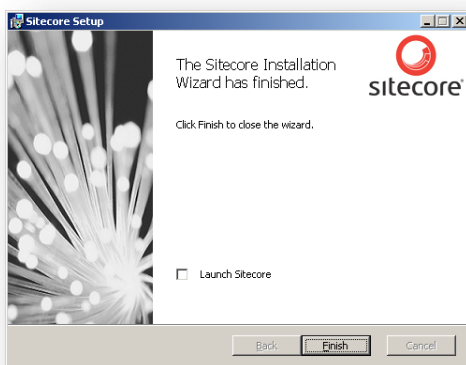 Sitecore Setup
The Sitecore Installation
Wizard has finished.
sitecore
Click Finish to close the wizard.
Launch Sitecore
Back
Finish
Cancel